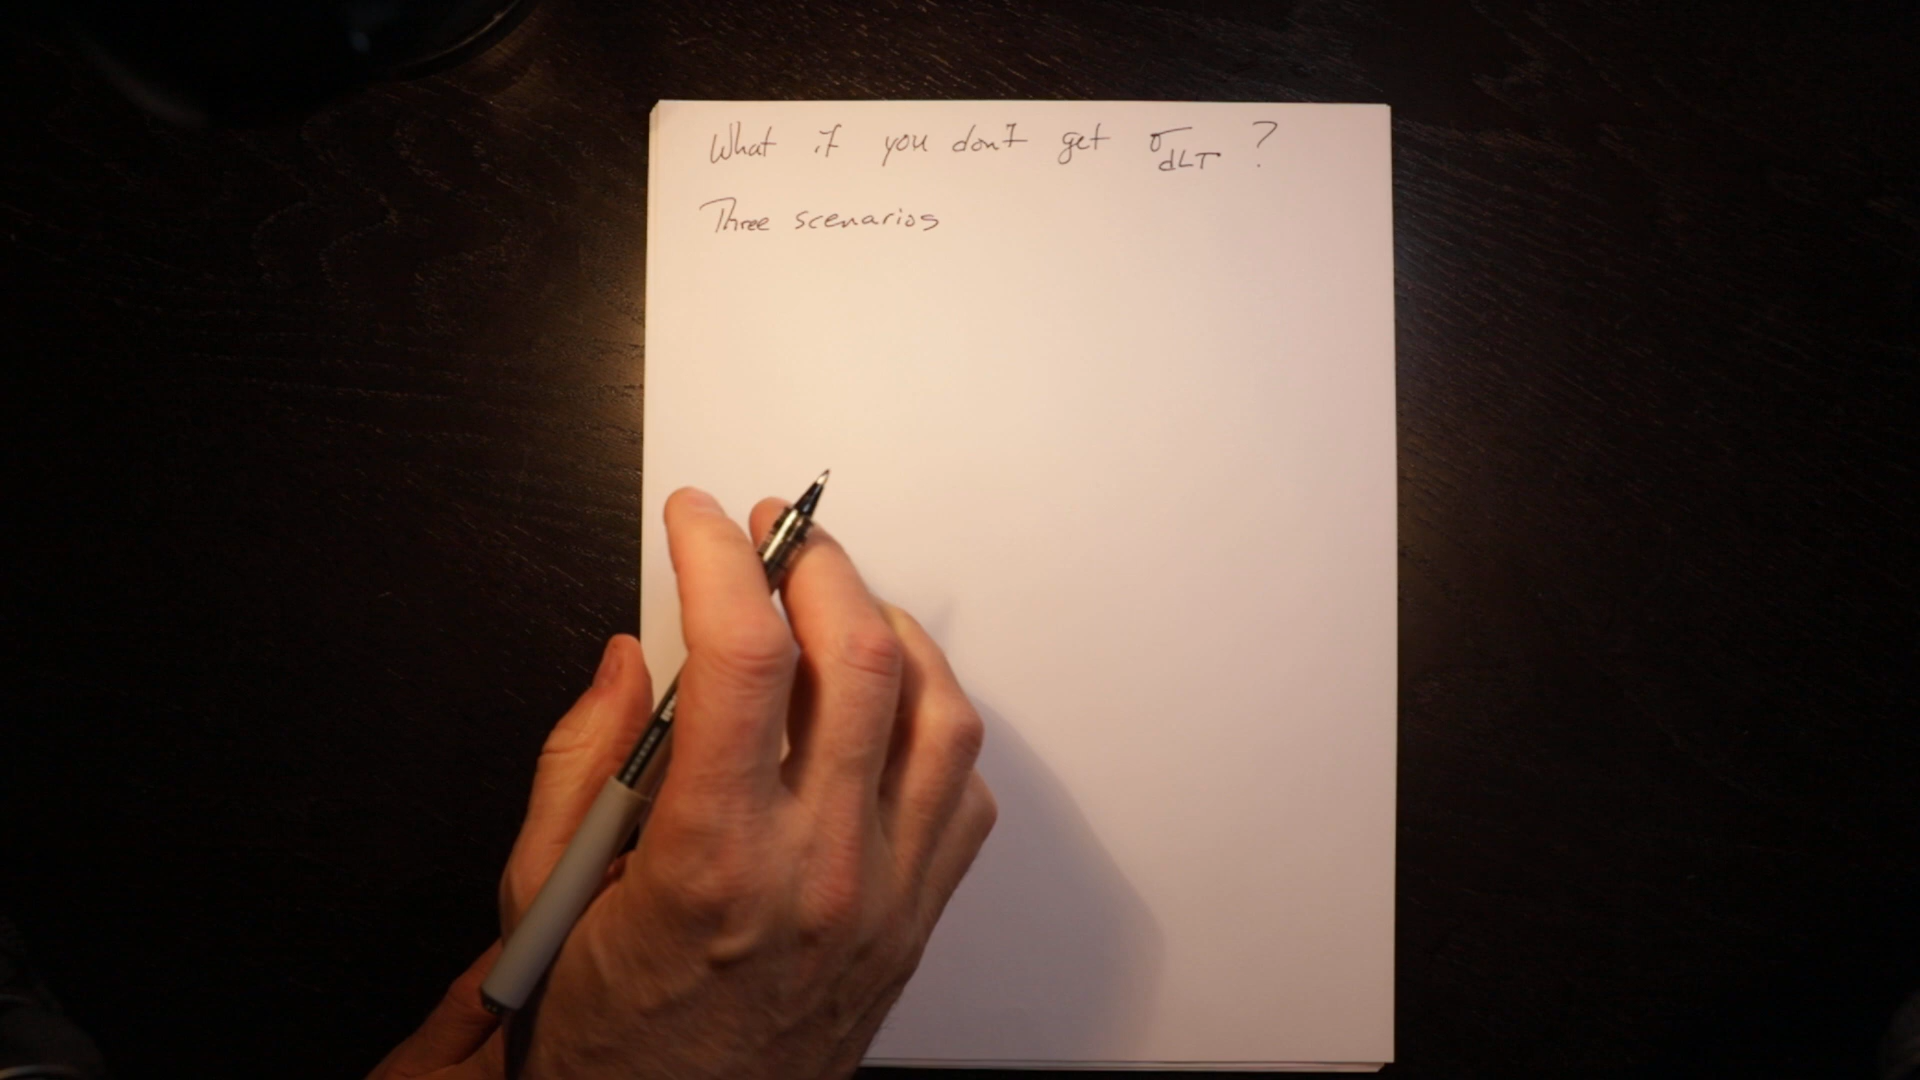 What if you don't get σdLT ?
Three scenarios